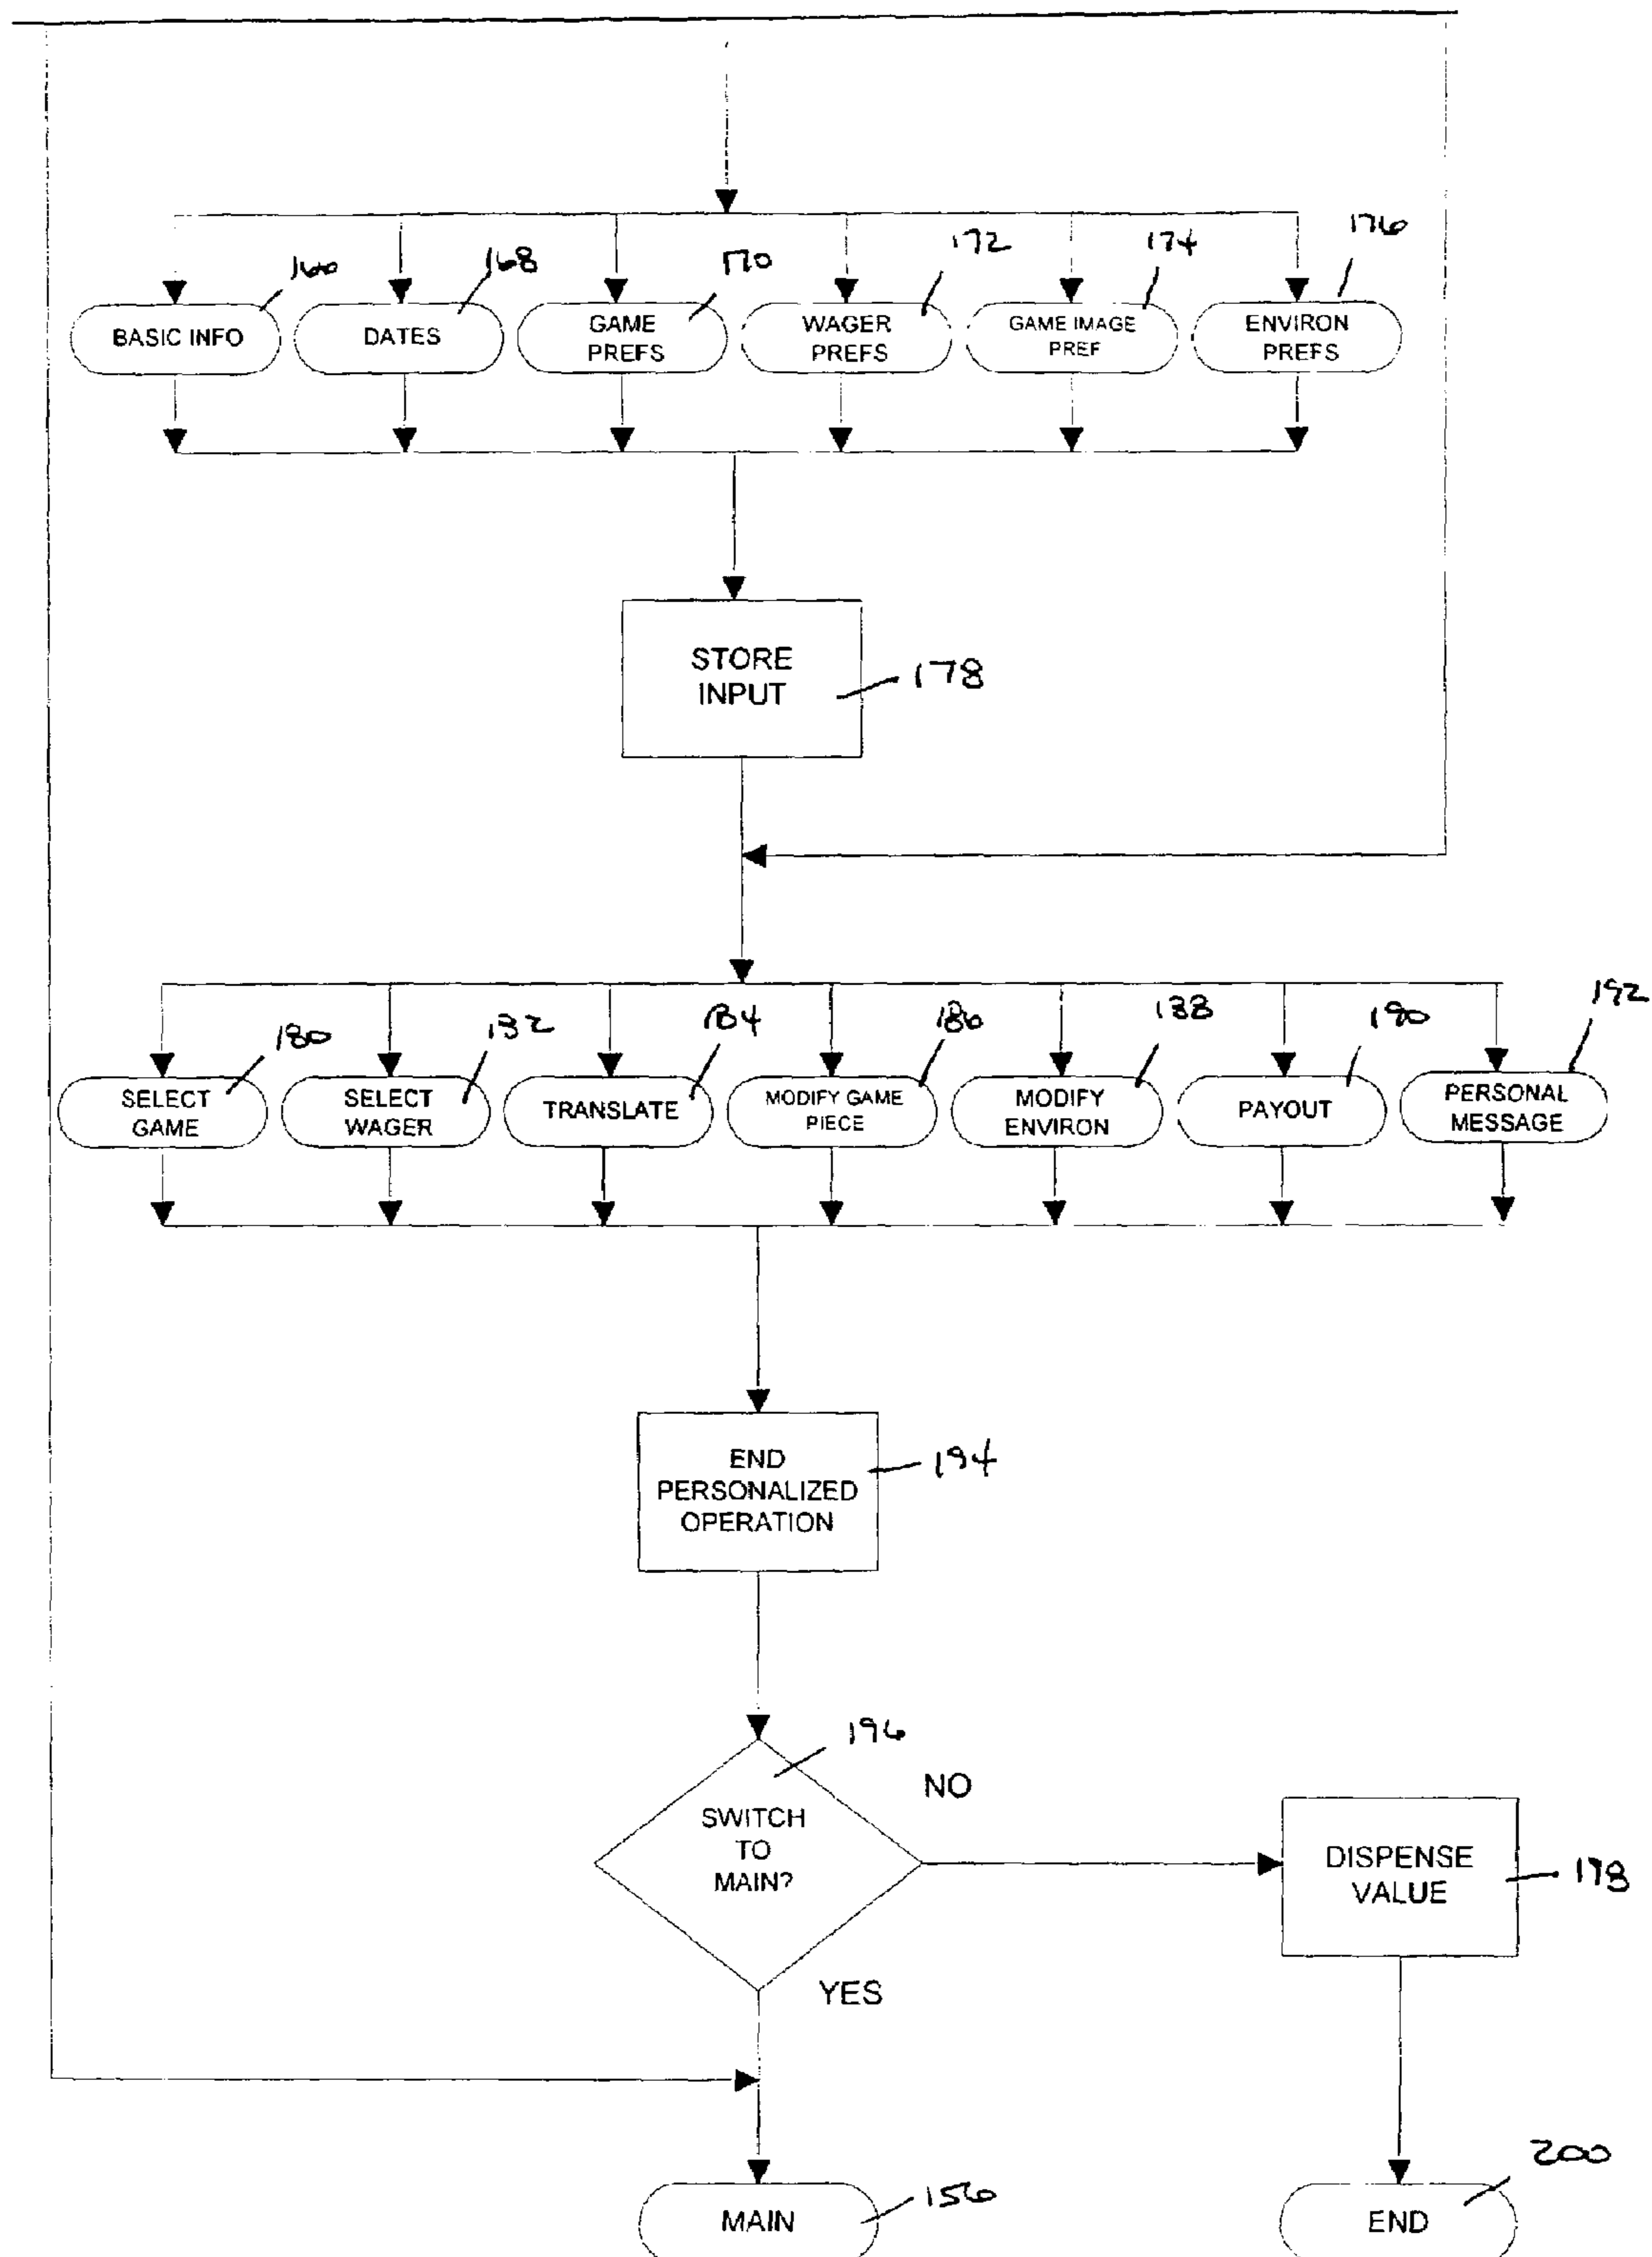 166
168
170
172
174
176
BASIC INFO
DATES
GAME
PREFS
WAGER
PREFS
GAME IMAGE
PREF
ENVIRON
PREFS
STORE
INPUT
178
180
182
184
186
188
190
192
SELECT
GAME
SELECT
WAGER
TRANSLATE
MODIFY GAME
PIECE
MODIFY
ENVIRON
PAYOUT
PERSONAL
MESSAGE
END
PERSONALIZED
OPERATION
194
196
SWITCH
TO
MAIN?
NO
YES
DISPENSE
VALUE
198
MAIN
156
END
200